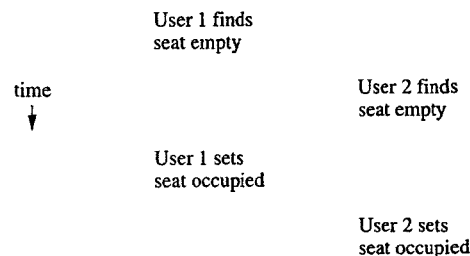 User 1 finds
seat empty
time
User 2 finds
seat empty
User 1 sets
seat occupied
User 2 sets
seat occupied